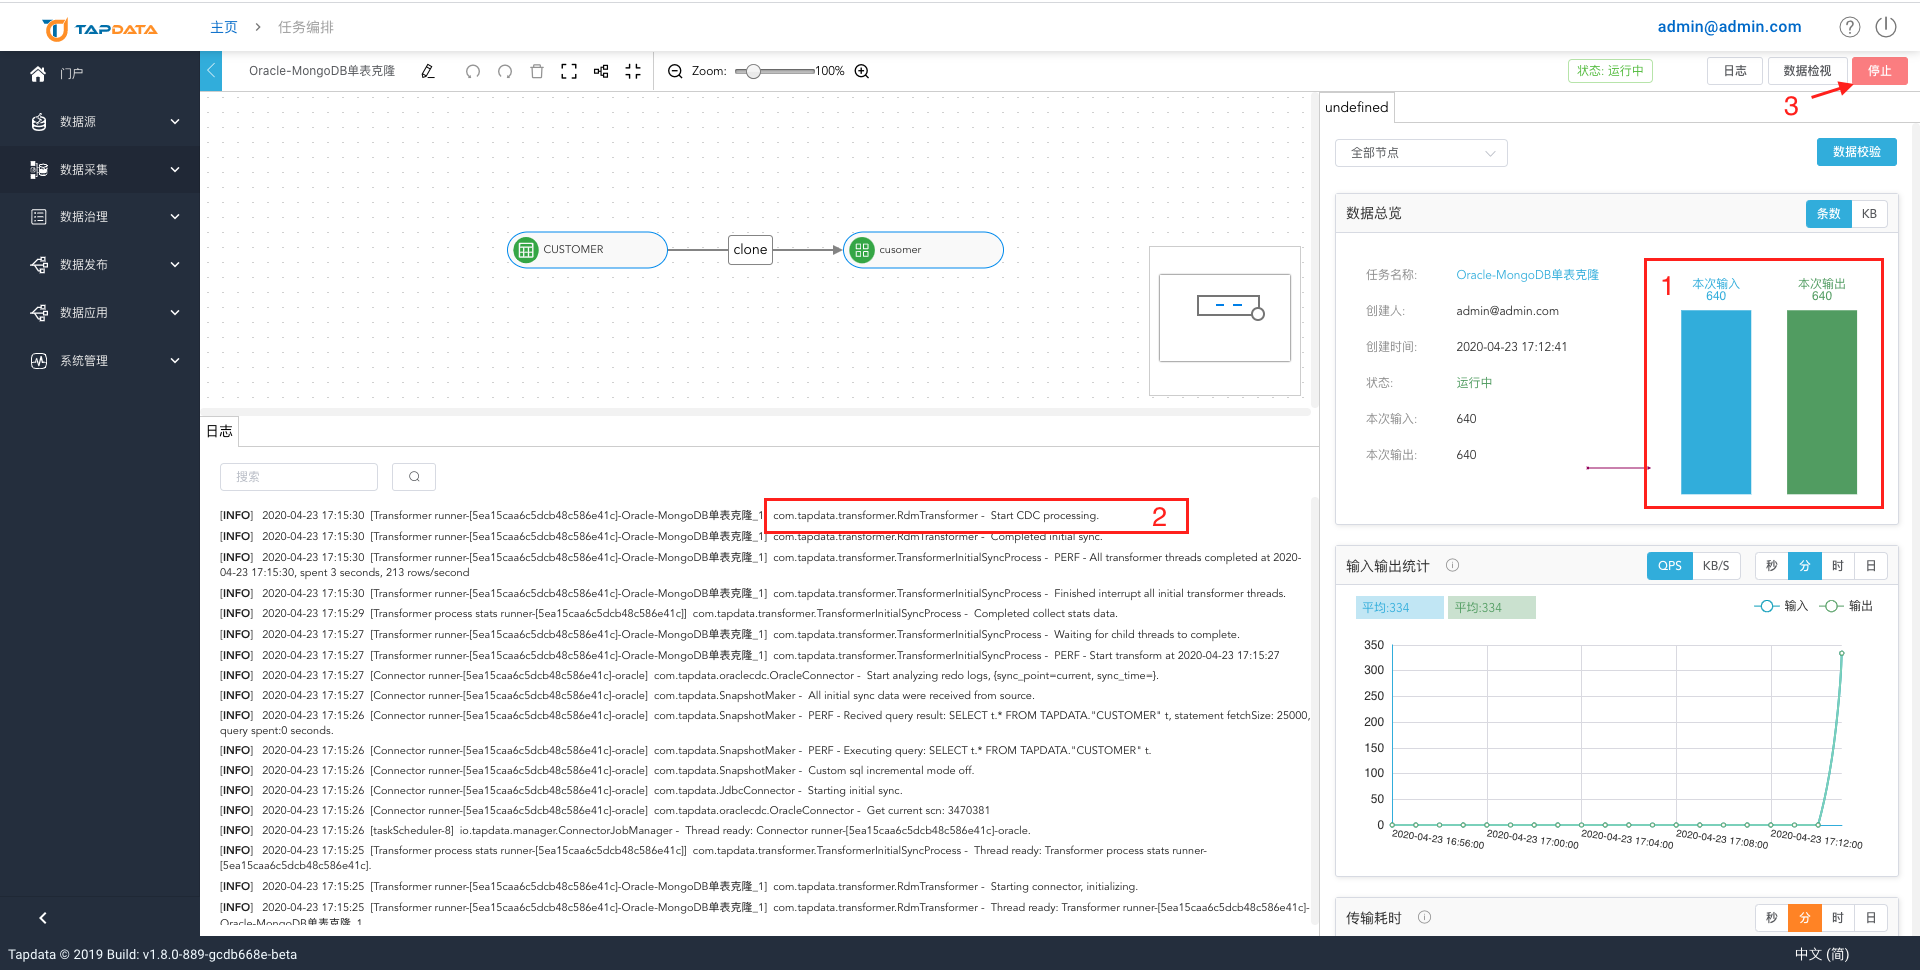 TAPDATA
主页 > 任务编排
admin@admin.com
门户
数据源
数据采集
数据治理
数据发布
数据应用
系统管理
Oracle-MongoDB单表克隆
Zoom:
100%
状态: 运行中
日志
数据检视
停止
3
CUSTOMER
clone
cusomer
undefined
全部节点
数据校验
数据总览
条数
KB
任务名称:
Oracle-MongoDB单表克隆
创建人:
admin@admin.com
创建时间:
2020-04-23 17:12:41
状态:
运行中
本次输入:
640
本次输出:
640
1
本次输入
640
本次输出
640
日志
搜索
[INFO] 2020-04-23 17:15:30 [Transformer runner-[5ea15caa6c5dcb48c586e41c]-Oracle-MongoDB单表克隆_1] com.tapdata.transformer.RdmTransformer - Start CDC processing.
2
[INFO] 2020-04-23 17:15:30 [Transformer runner-[5ea15caa6c5dcb48c586e41c]-Oracle-MongoDB单表克隆_1] com.tapdata.transformer.RdmTransformer - Completed initial sync.
[INFO] 2020-04-23 17:15:30 [Transformer runner-[5ea15caa6c5dcb48c586e41c]-Oracle-MongoDB单表克隆_1] com.tapdata.transformer.TransformerInitialSyncProcess - PERF - All transformer threads completed at 2020-
04-23 17:15:30, spent 3 seconds, 213 rows/second
[INFO] 2020-04-23 17:15:30 [Transformer runner-[5ea15caa6c5dcb48c586e41c]-Oracle-MongoDB单表克隆_1] com.tapdata.transformer.TransformerInitialSyncProcess - Finished interrupt all initial transformer threads.
[INFO] 2020-04-23 17:15:29 [Transformer process stats runner-[5ea15caa6c5dcb48c586e41c]] com.tapdata.transformer.TransformerInitialSyncProcess - Completed collect stats data.
[INFO] 2020-04-23 17:15:27 [Transformer runner-[5ea15caa6c5dcb48c586e41c]-Oracle-MongoDB单表克隆_1] com.tapdata.transformer.TransformerInitialSyncProcess - Waiting for child threads to complete.
[INFO] 2020-04-23 17:15:27 [Transformer runner-[5ea15caa6c5dcb48c586e41c]-Oracle-MongoDB单表克隆_1] com.tapdata.transformer.TransformerInitialSyncProcess - PERF - Start transform at 2020-04-23 17:15:27
[INFO] 2020-04-23 17:15:27 [Connector runner-[5ea15caa6c5dcb48c586e41c]-oracle] com.tapdata.oraclecdc.OracleConnector - Start analyzing redo logs, {sync_point=current, sync_time=}.
[INFO] 2020-04-23 17:15:27 [Connector runner-[5ea15caa6c5dcb48c586e41c]-oracle] com.tapdata.SnapshotMaker - All initial sync data were received from source.
[INFO] 2020-04-23 17:15:26 [Connector runner-[5ea15caa6c5dcb48c586e41c]-oracle] com.tapdata.SnapshotMaker - PERF - Recived query result: SELECT t.* FROM TAPDATA."CUSTOMER" t, statement fetchSize: 25000,
query spent:0 seconds.
[INFO] 2020-04-23 17:15:26 [Connector runner-[5ea15caa6c5dcb48c586e41c]-oracle] com.tapdata.SnapshotMaker - PERF - Executing query: SELECT t.* FROM TAPDATA."CUSTOMER" t.
[INFO] 2020-04-23 17:15:26 [Connector runner-[5ea15caa6c5dcb48c586e41c]-oracle] com.tapdata.SnapshotMaker - Custom sql incremental mode off.
[INFO] 2020-04-23 17:15:26 [Connector runner-[5ea15caa6c5dcb48c586e41c]-oracle] com.tapdata.JdbcConnector - Starting initial sync.
[INFO] 2020-04-23 17:15:26 [Connector runner-[5ea15caa6c5dcb48c586e41c]-oracle] com.tapdata.oraclecdc.OracleConnector - Get current scn: 3470381
[INFO] 2020-04-23 17:15:26 [taskScheduler-8] io.tapdata.manager.ConnectorJobManager - Thread ready: Connector runner-[5ea15caa6c5dcb48c586e41c]-oracle.
[INFO] 2020-04-23 17:15:25 [Transformer process stats runner-[5ea15caa6c5dcb48c586e41c]] com.tapdata.transformer.TransformerInitialSyncProcess - Thread ready: Transformer process stats runner-
[5ea15caa6c5dcb48c586e41c].
[INFO] 2020-04-23 17:15:25 [Transformer runner-[5ea15caa6c5dcb48c586e41c]-Oracle-MongoDB单表克隆_1] com.tapdata.transformer.RdmTransformer - Starting connector, initializing.
[INFO] 2020-04-23 17:15:25 [Transformer runner-[5ea15caa6c5dcb48c586e41c]-Oracle-MongoDB单表克隆_1] com.tapdata.transformer.RdmTransformer - Thread ready: Transformer runner-[5ea15caa6c5dcb48c586e41c]-
Oracle-MongoDB单表克隆_1
输入输出统计
QPS
KB/S
秒
分
时
日
平均:334
平均:334
输入
输出
350
300
250
200
150
100
50
0
2020-04-23 16:56:00
2020-04-23 17:00:00
2020-04-23 17:04:00
2020-04-23 17:08:00
2020-04-23 17:12:00
传输耗时
秒
分
时
日
Tapdata © 2019 Build: v1.8.0-889-gcdb668e-beta
中文 (简)